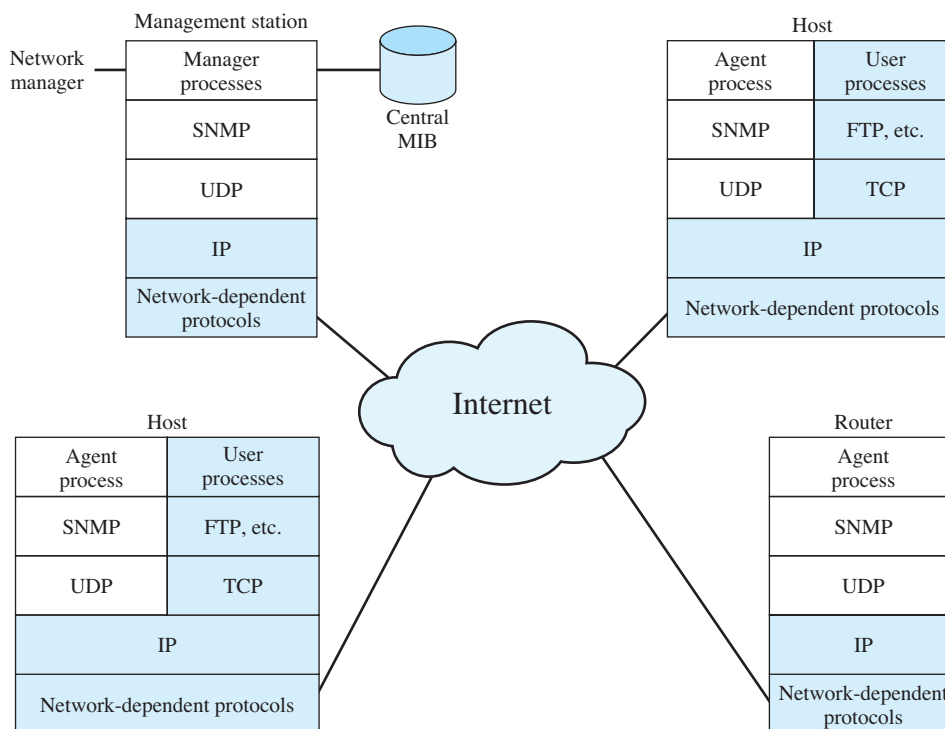 Management station
Network
manager
Manager
processes
SNMP
UDP
IP
Network-dependent
protocols
Central
MIB
Host
Agent
process
User
processes
SNMP
FTP, etc.
UDP
TCP
IP
Network-dependent protocols
Internet
Host
Agent
process
User
processes
SNMP
FTP, etc.
UDP
TCP
IP
Network-dependent protocols
Router
Agent
process
SNMP
UDP
IP
Network-dependent
protocols